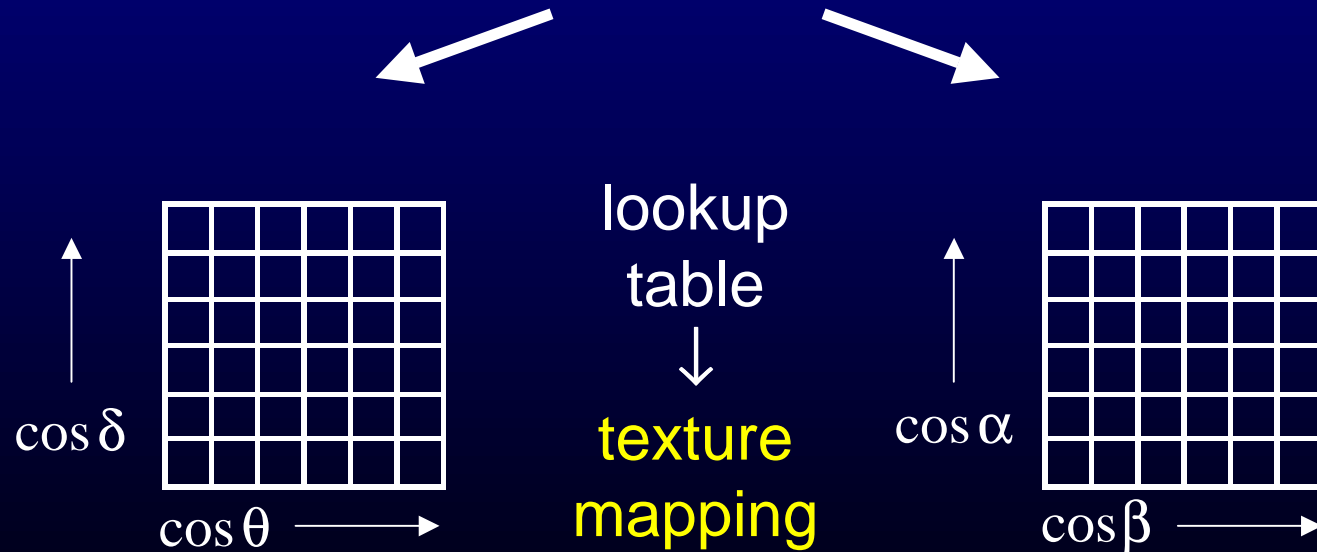 cos δ
cos θ
lookup
table
↓
texture
mapping
cos α
cos β